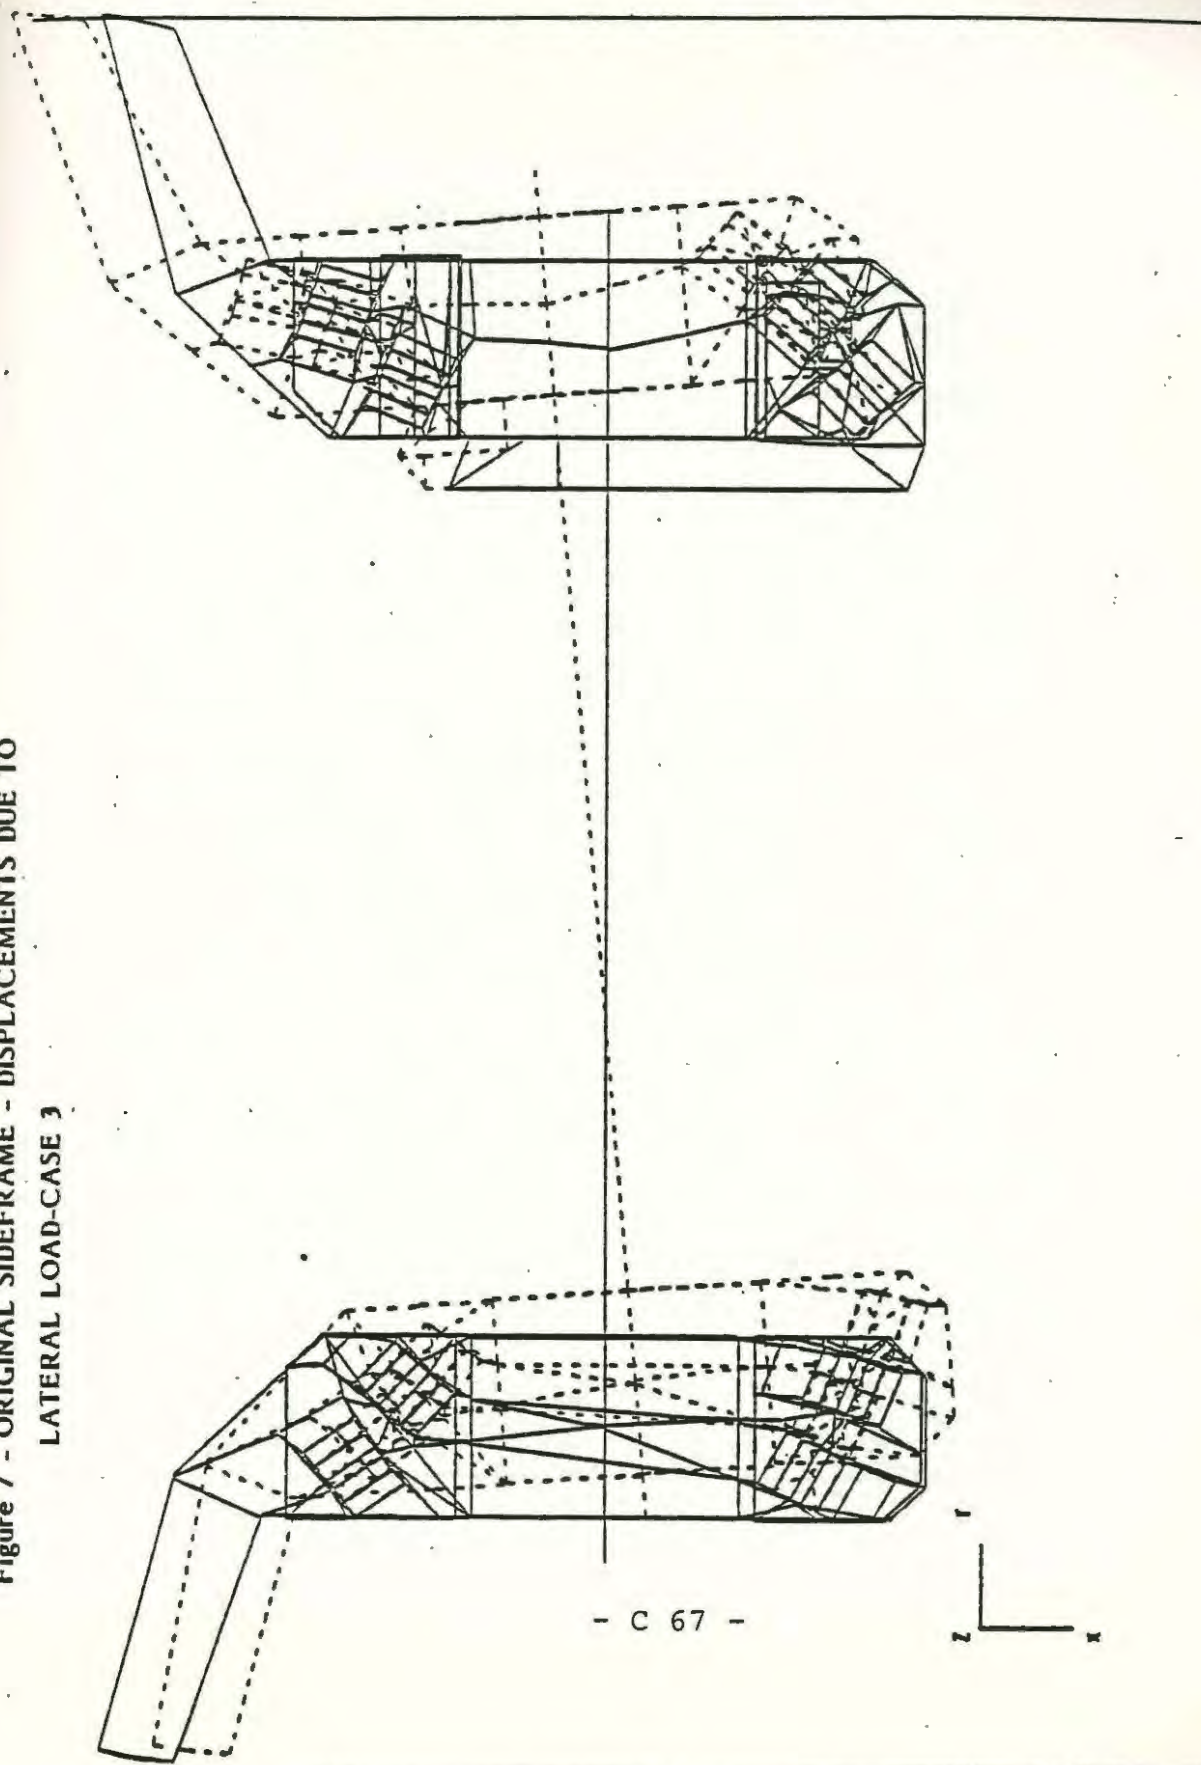 Figure 7 - ORIGINAL SIDEFRAME - DISPLACEMENTS DUE TO
LATERAL LOAD-CASE 3
- C 67 -
Z
X